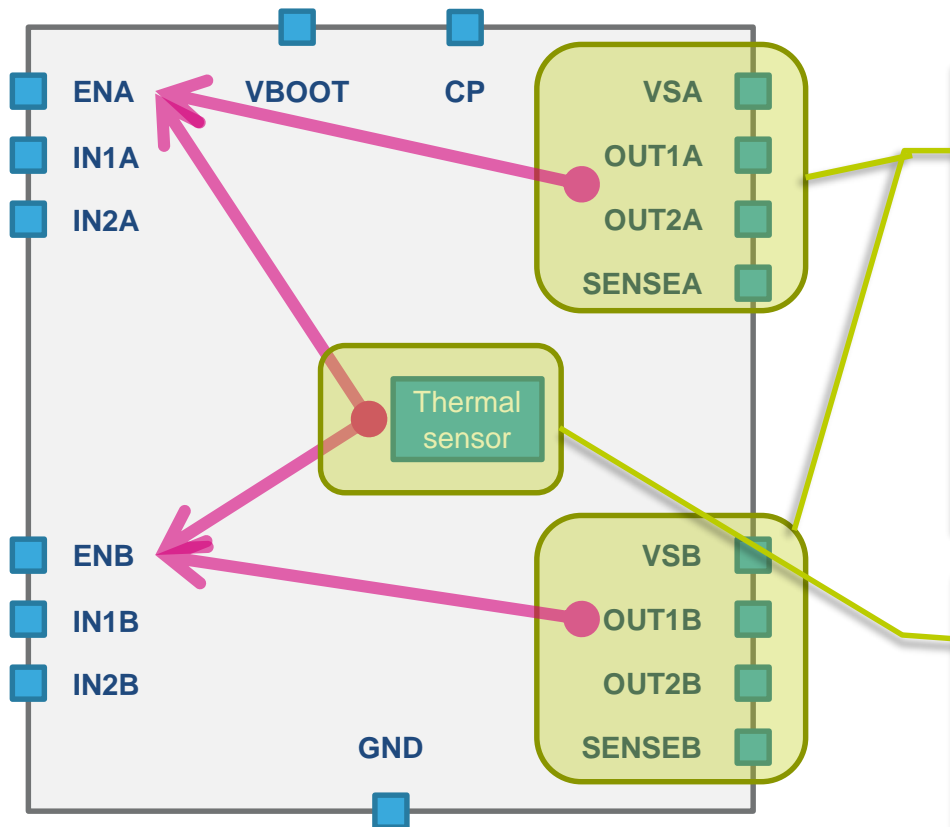 ENA
VBOOT
CP
VSA
IN1A
OUT1A
IN2A
OUT2A
SENSEA
Thermal
sensor
ENB
VSB
IN1B
OUT1B
IN2B
OUT2B
GND
SENSEB